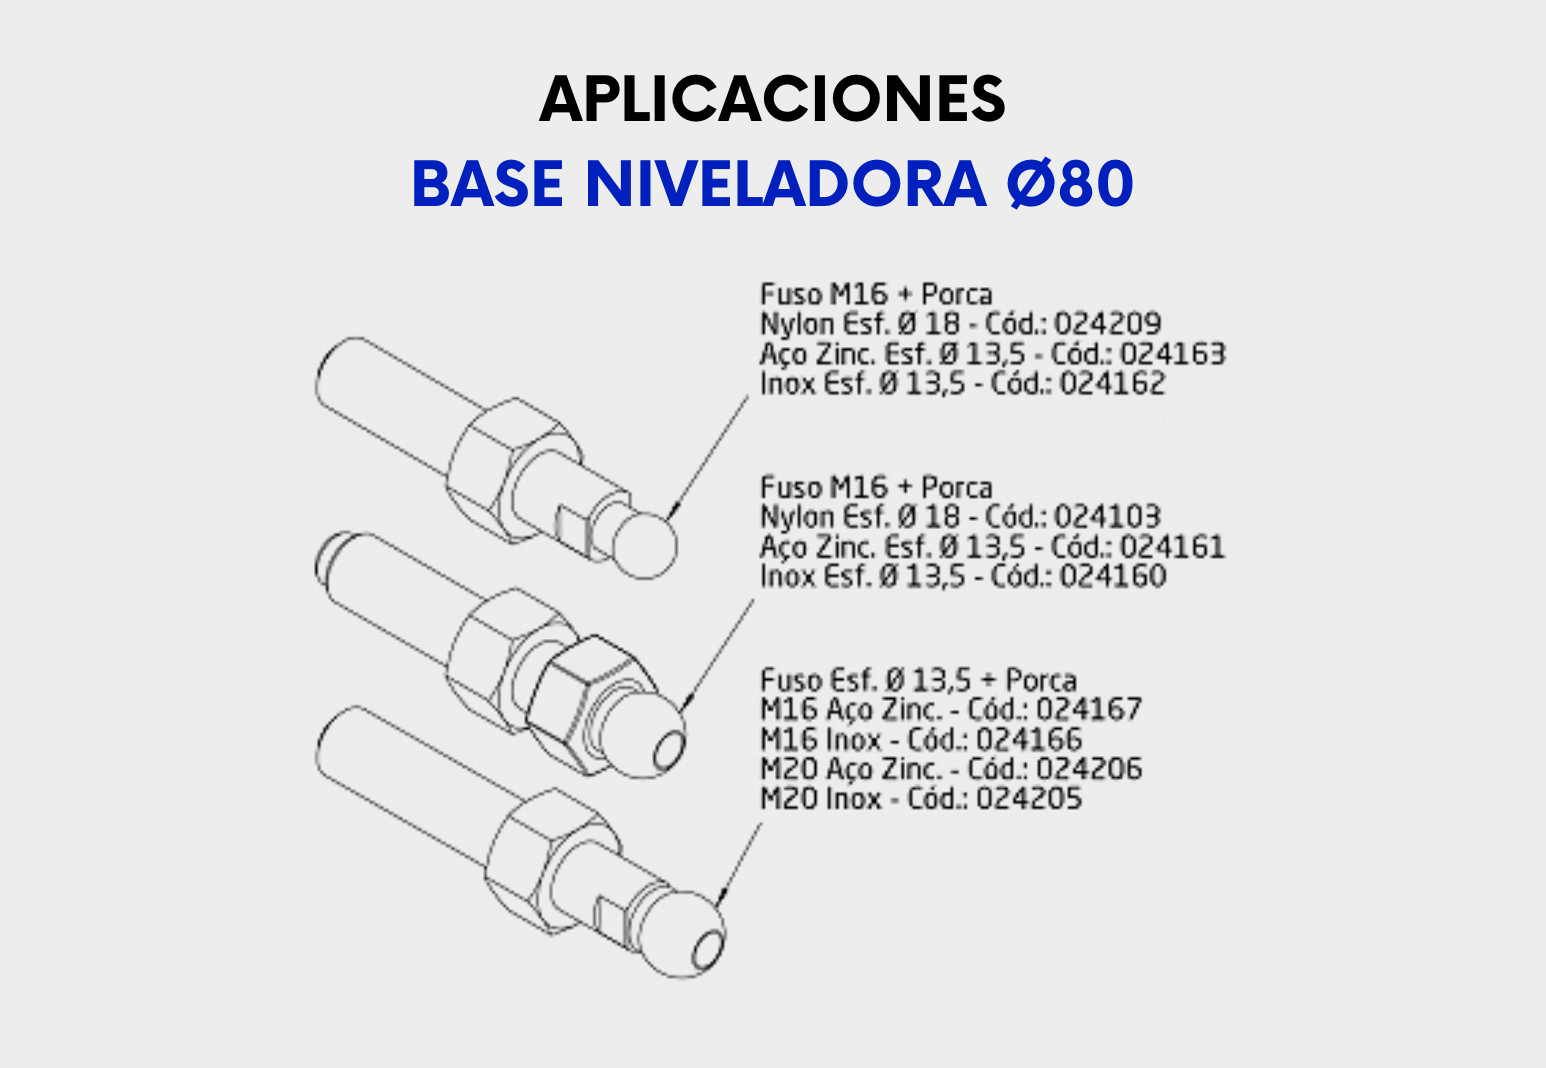 APLICACIONES
BASE NIVELADORA Ø80
Fuso M16 + Porca
Nylon Esf. Ø 18 - Cód.: 024209
Aço Zinc. Esf. Ø 13,5 - Cód.: 024163
Inox Esf. Ø 13,5 - Cód.: 024162
Fuso M16 + Porca
Nylon Esf. Ø 18 - Cód.: 024103
Aço Zinc. Esf. Ø 13,5 - Cód.: 024161
Inox Esf. Ø 13,5 - Cód.: 024160
Fuso Esf. Ø 13,5 + Porca
M16 Aço Zinc. - Cód.: 024167
M16 Inox - Cód.: 024166
M20 Aço Zinc. - Cód.: 024206
M20 Inox - Cód.: 024205